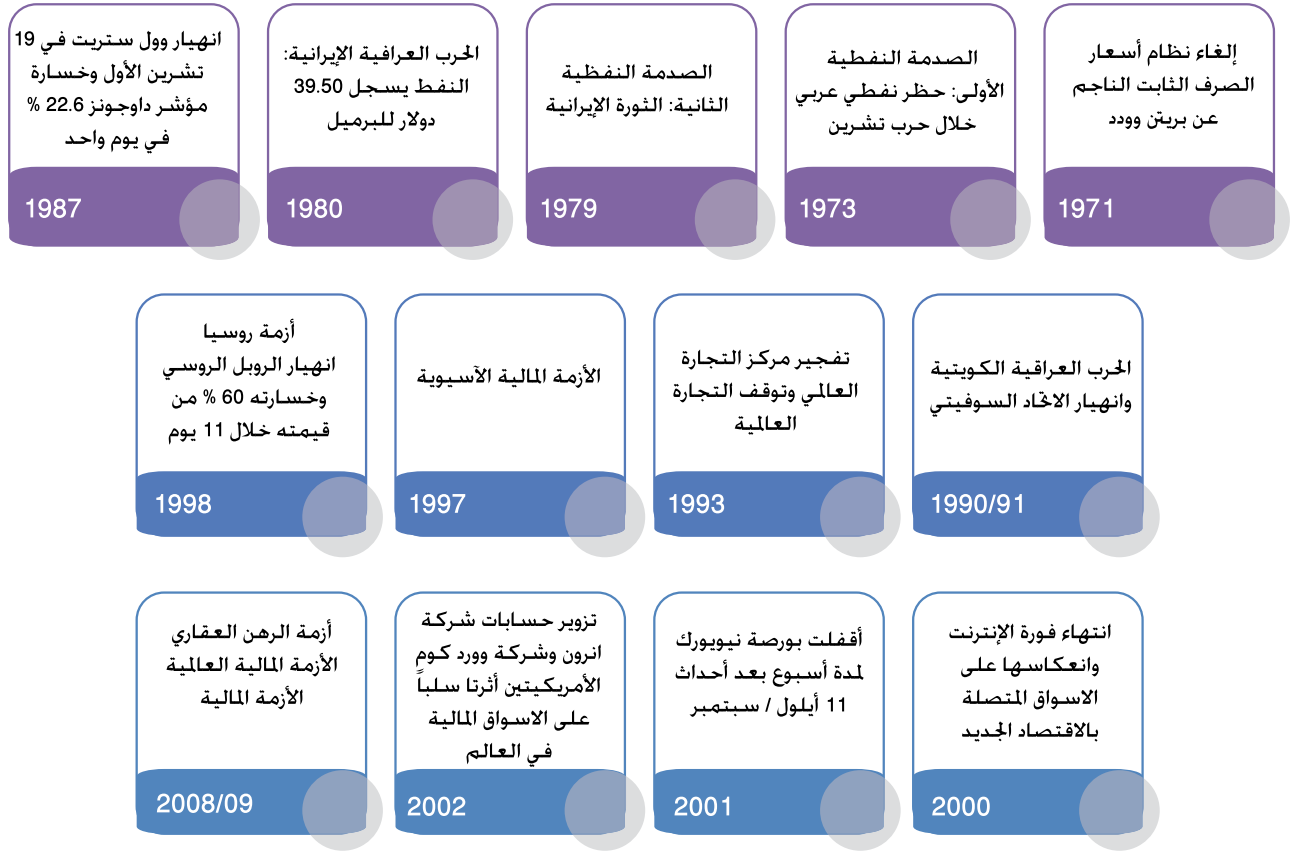 إلغاء نظام أسعار
الصرف الثابت الناجم
عن بريتن وودد
1971
الصدمة النفطية
الأولى: حظر نفطي عربي
خلال حرب تشرين
1973
الصدمة النفظية
الثانية: الثورة الإيرانية
1979
الحرب العرافية الإيرانية:
النفط يسجل 39.50
دولار للبرميل
1980
انهيار وول ستريت في 19
تشرين الأول وخسارة
مؤشر داوجونز 22.6 %
في يوم واحد
1987
الحرب العراقية الكويتية
وانهيار الاتحاد السوفيتي
1990/91
تفجير مركز التجارة
العالمي وتوقف التجارة
العالمية
1993
الأزمة المالية الآسيوية
1997
أزمة روسيا
انهيار الروبل الروسي
وخسارته 60 % من
قيمته خلال 11 يوم
1998
انتهاء فورة الإنترنت
وانعكاسها على
الاسواق المتصلة
بالاقتصاد الجديد
2000
أقفلت بورصة نيويورك
لمدة أسبوع بعد أحداث
11 أيلول / سبتمبر
2001
تزوير حسابات شركة
انرون وشركة وورد كوم
الأمريكيتين أثرتا سلباً
على الاسواق المالية
في العالم
2002
أزمة الرهن العقاري
الأزمة المالية العالمية
الأزمة المالية
2008/09